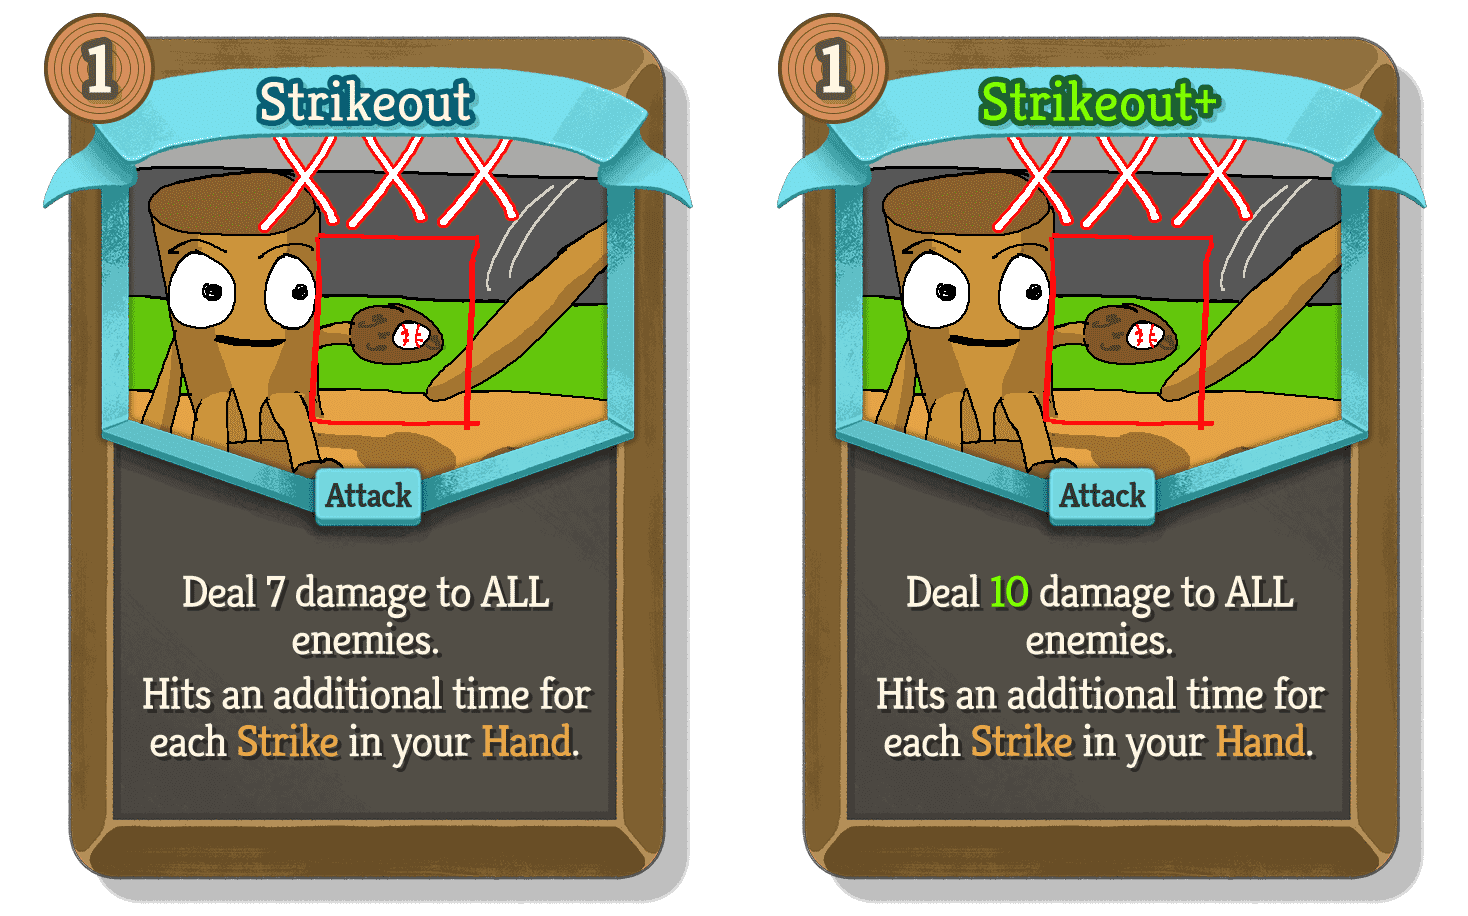 1
Strikeout
Attack
Deal 7 damage to ALL
enemies.
Hits an additional time for
each Strike in your Hand.
1
Strikeout+
Attack
Deal 10 damage to ALL
enemies.
Hits an additional time for
each Strike in your Hand.